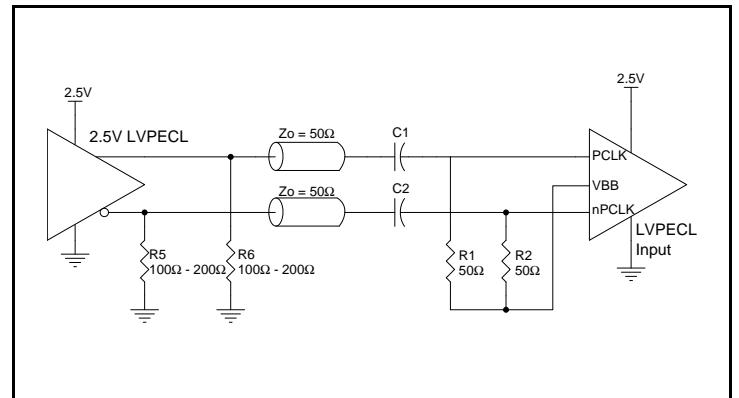 2.5V
2.5V
2.5V LVPECL
Zo = 50Ω
C1
PCLK
VBB
Zo = 50Ω
C2
nPCLK
LVPECL
Input
R5
100Ω - 200Ω
R6
100Ω - 200Ω
R1
50Ω
R2
50Ω